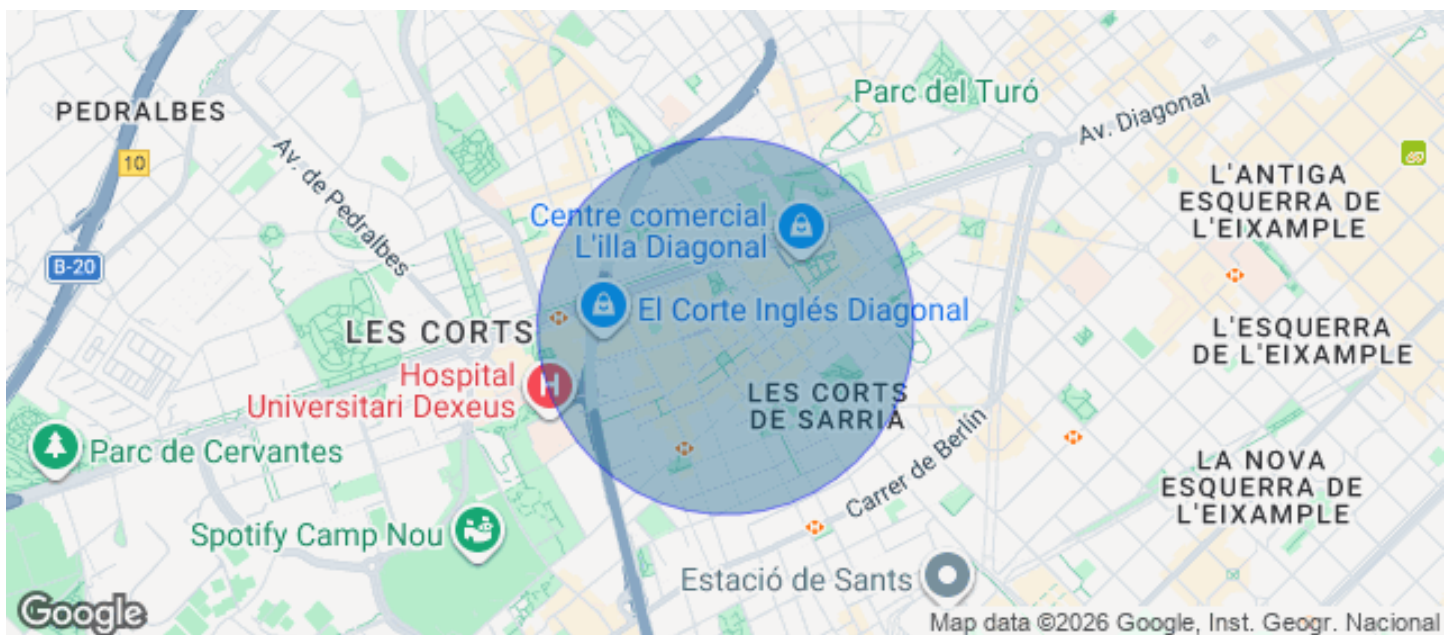 PEDRALBES
10
Av. de Pedralbes
B-20
Parc del Turó
Av. Diagonal
L'ANTIGA
ESQUERRA DE
L'EIXAMPLE
Centre comercial
L'illa Diagonal
El Corte Inglés Diagonal
LES CORTS
L'ESQUERRA
DE L'EIXAMPLE
Hospital
Universitari Dexeus
H
LES CORTS
DE SARRIÀ
Carrer de Berlín
Parc de Cervantes
LA NOVA
ESQUERRA DE
L'EIXAMPLE
Spotify Camp Nou
Estació de Sants
Google
Map data ©2026 Google, Inst. Geogr. Nacional